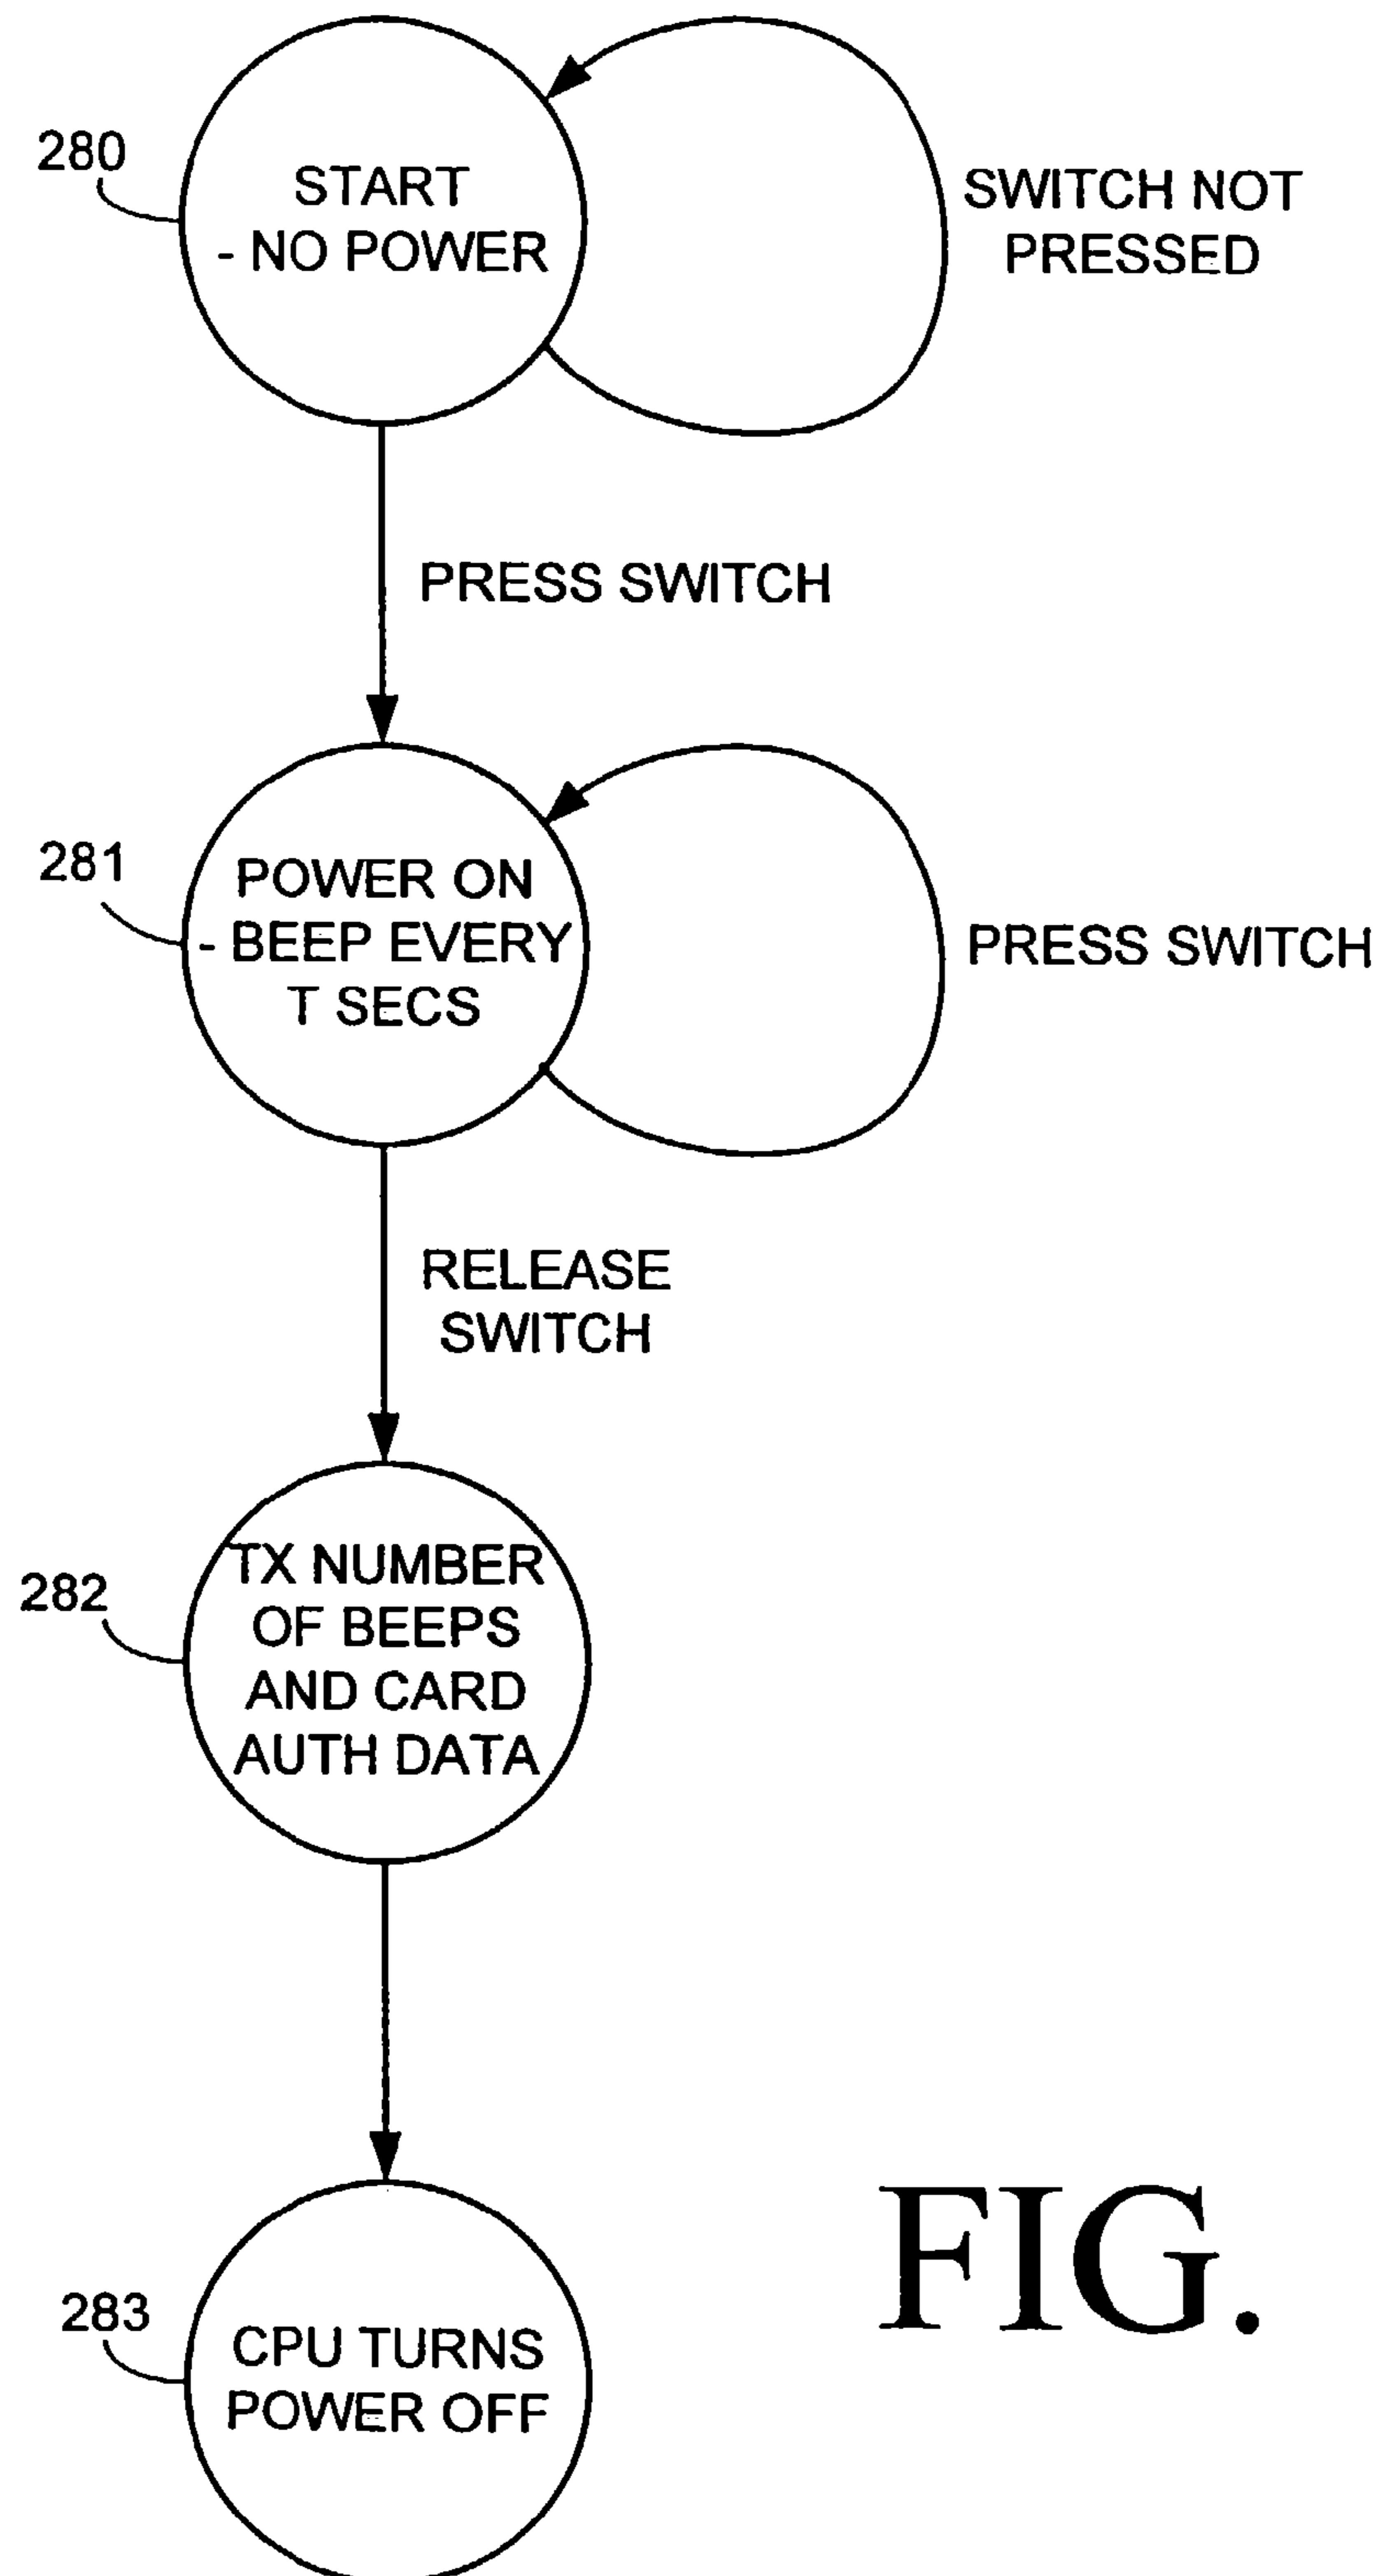 280
START
- NO POWER
SWITCH NOT
PRESSED
PRESS SWITCH
281
POWER ON
- BEEP EVERY
T SECS
PRESS SWITCH
RELEASE
SWITCH
282
TX NUMBER
OF BEEPS
AND CARD
AUTH DATA
283
CPU TURNS
POWER OFF
FIG.